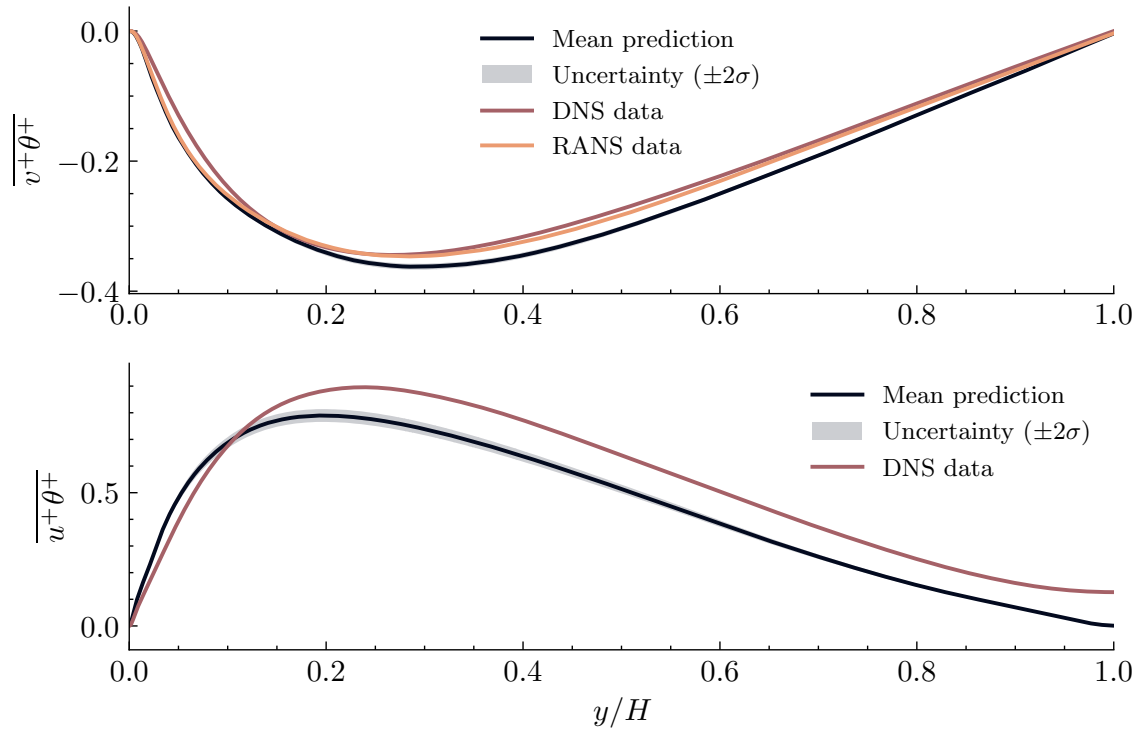 0.0
−0.2
−0.4
v⁺θ⁺
Mean prediction
Uncertainty (±2σ)
DNS data
RANS data
0.0 0.2 0.4 0.6 0.8 1.0
0.5
0.0
u⁺θ⁺
Mean prediction
Uncertainty (±2σ)
DNS data
0.0 0.2 0.4 0.6 0.8 1.0
y/H